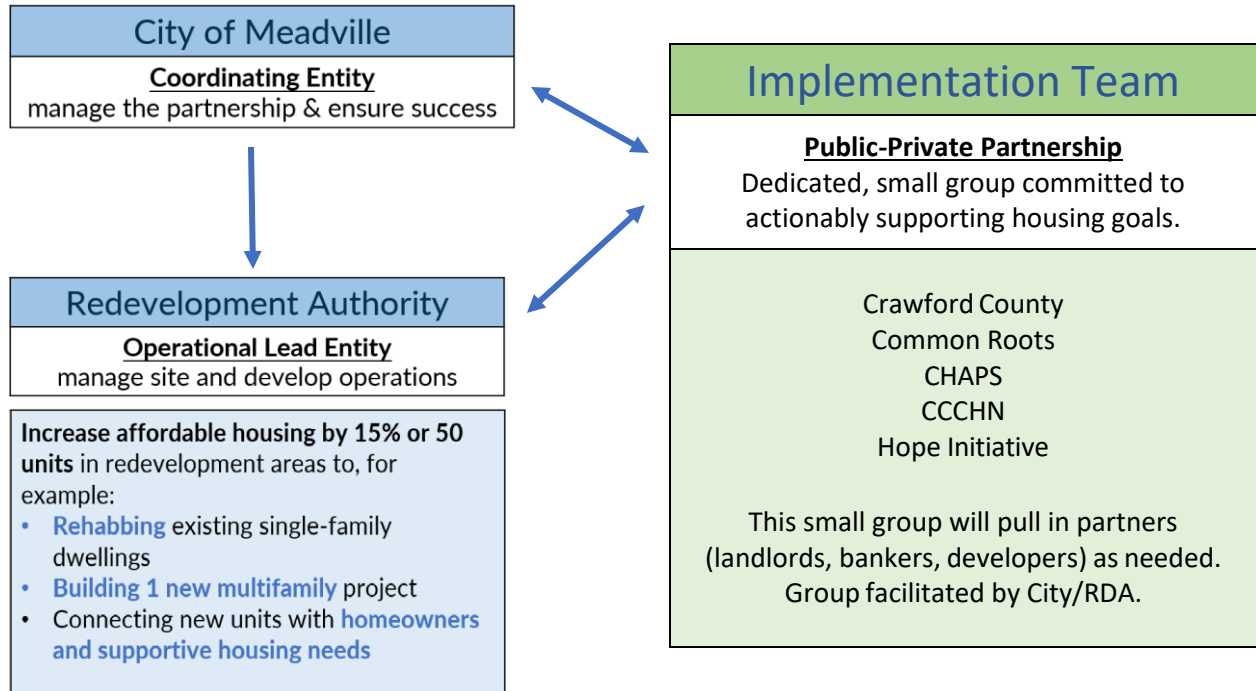 City of Meadville
Coordinating Entity
manage the partnership & ensure success
Redevelopment Authority
Operational Lead Entity
manage site and develop operations
Increase affordable housing by 15% or 50
units in redevelopment areas to, for
example:
• Rehabbing existing single-family
dwellings
• Building 1 new multifamily project
• Connecting new units with homeowners
and supportive housing needs
Implementation Team
Public-Private Partnership
Dedicated, small group committed to
actionably supporting housing goals.
Crawford County
Common Roots
CHAPS
CCCHN
Hope Initiative
This small group will pull in partners
(landlords, bankers, developers) as needed.
Group facilitated by City/RDA.